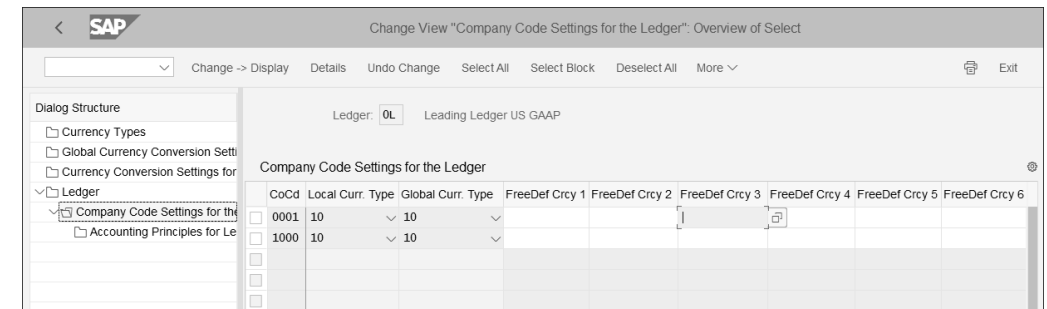 SAP
Change View "Company Code Settings for the Ledger": Overview of Select
Change -> Display Details Undo Change Select All Select Block Deselect All More Exit
Dialog Structure
Currency Types
Global Currency Conversion Setti
Currency Conversion Settings for
Ledger
Company Code Settings for the
Accounting Principles for Le
Ledger: 0L Leading Ledger US GAAP
Company Code Settings for the Ledger
CoCd Local Curr. Type Global Curr. Type FreeDef Crcy 1 FreeDef Crcy 2 FreeDef Crcy 3 FreeDef Crcy 4 FreeDef Crcy 5 FreeDef Crcy 6
0001 10 10
1000 10 10